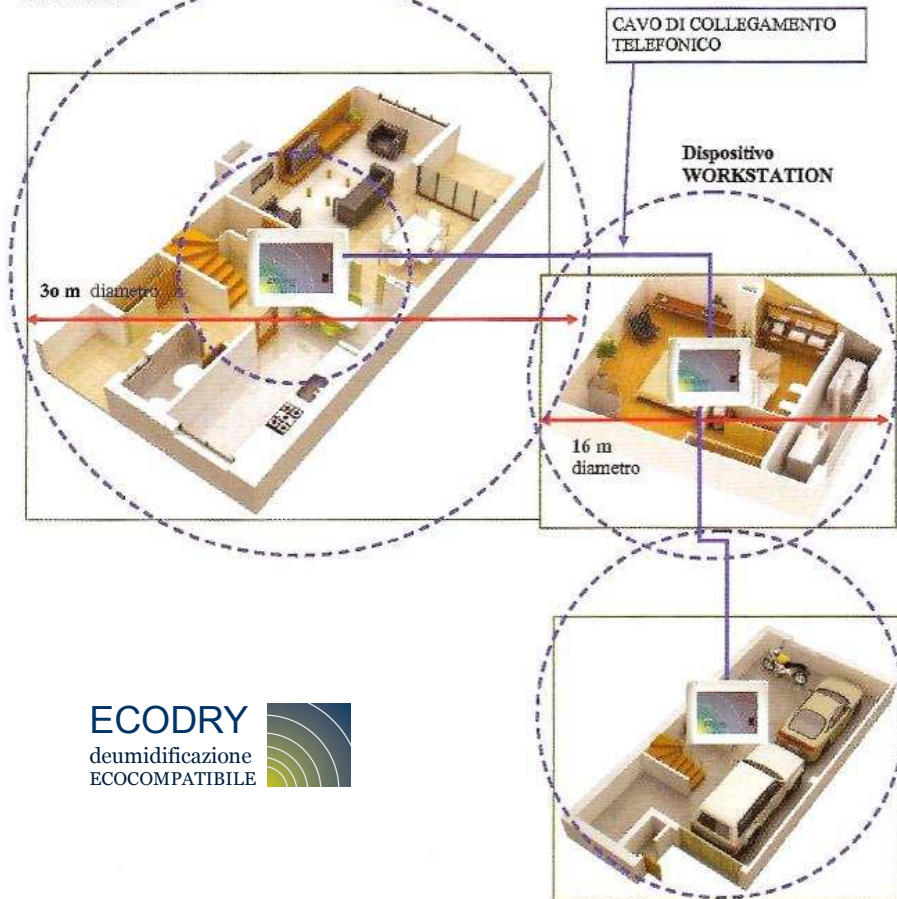 CAVO DI COLLEGAMENTO
TELEFONICO
Dispositivo
WORKSTATION
3o m diametro
16 m
diametro
ECODRY
deumidificazione
ECOCOMPATIBILE